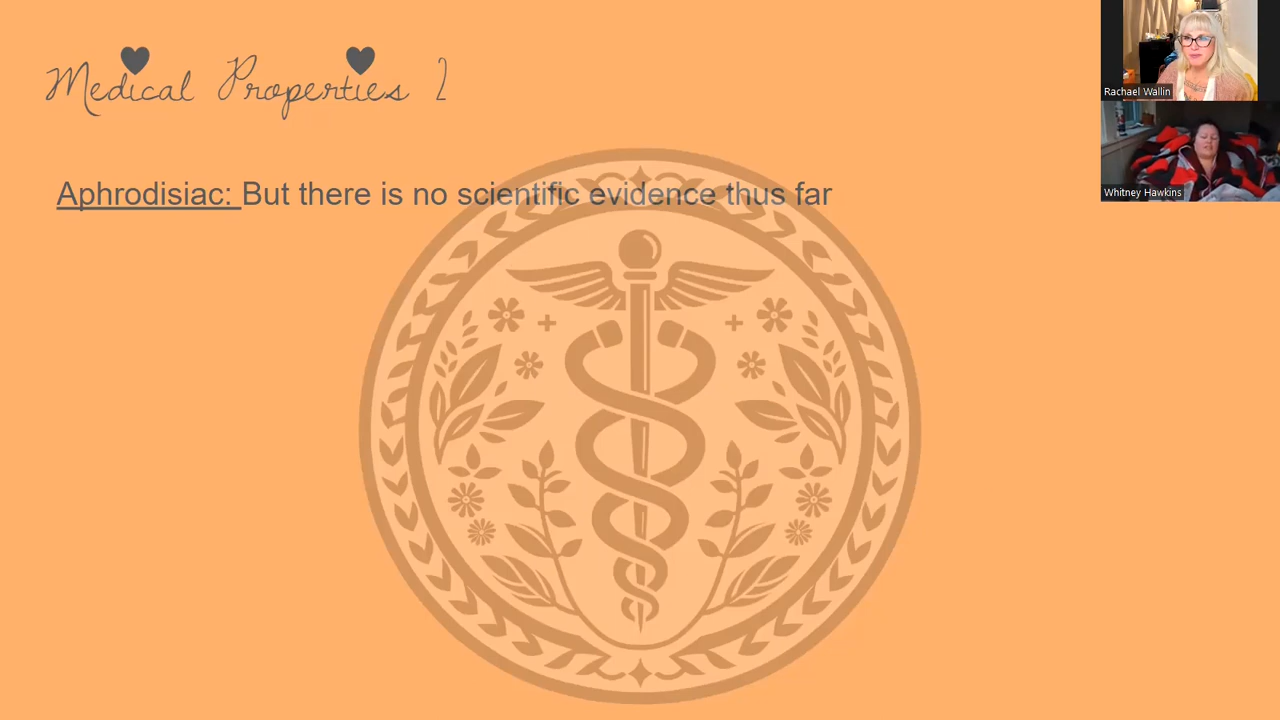 Medical Properties 2
Aphrodisiac: But there is no scientific evidence thus far
Rachael Wallin
Whitney Hawkins